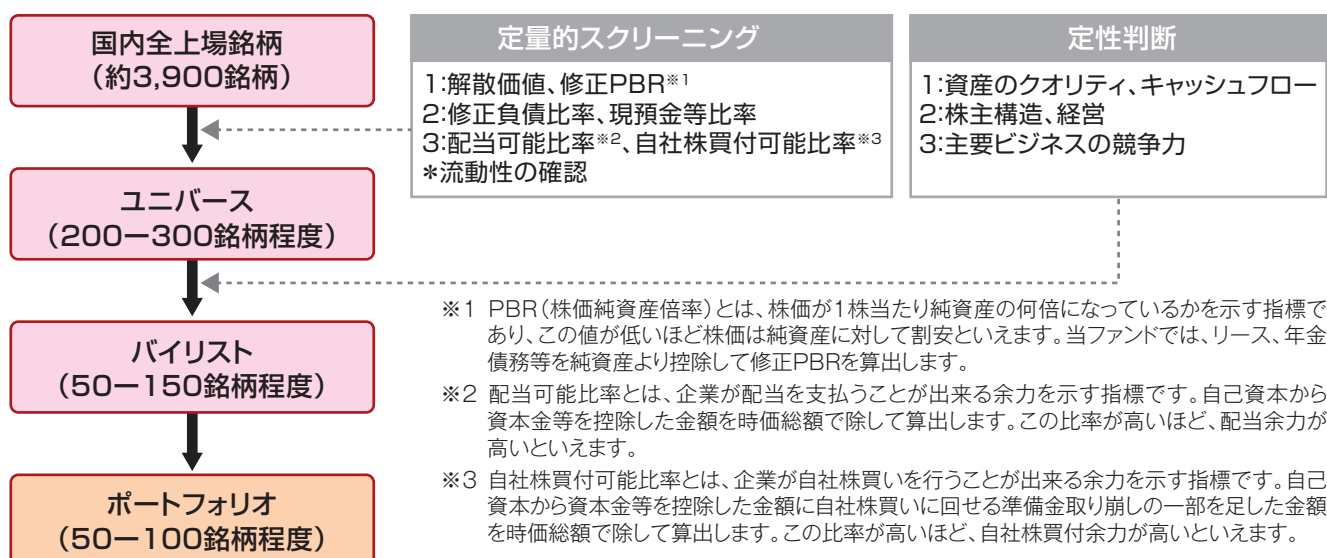 国内全上場銘柄
（約3,900銘柄）
ユニバース
（200ー300銘柄程度）
バイリスト
（50ー150銘柄程度）
ポートフォリオ
（50ー100銘柄程度）
定量的スクリーニング
1:解散価値、修正PBR※1
2:修正負債比率、現預金等比率
3:配当可能比率※2、自社株買付可能比率※3
＊流動性の確認
定性判断
1:資産のクオリティ、キャッシュフロー
2:株主構造、経営
3:主要ビジネスの競争力
※1 PBR（株価純資産倍率）とは、株価が1株当たり純資産の何倍になっているかを示す指標で
あり、この値が低いほど株価は純資産に対して割安といえます。当ファンドでは、リース、年金
債務等を純資産より控除して修正PBRを算出します。
※2 配当可能比率とは、企業が配当を支払うことが出来る余力を示す指標です。自己資本から
資本金等を控除した金額を時価総額で除して算出します。この比率が高いほど、配当余力が
高いといえます。
※3 自社株買付可能比率とは、企業が自社株買いを行うことが出来る余力を示す指標です。自己
資本から資本金等を控除した金額に自社株買いに回せる準備金取り崩しの一部を足した金額
を時価総額で除して算出します。この比率が高いほど、自社株買付余力が高いといえます。